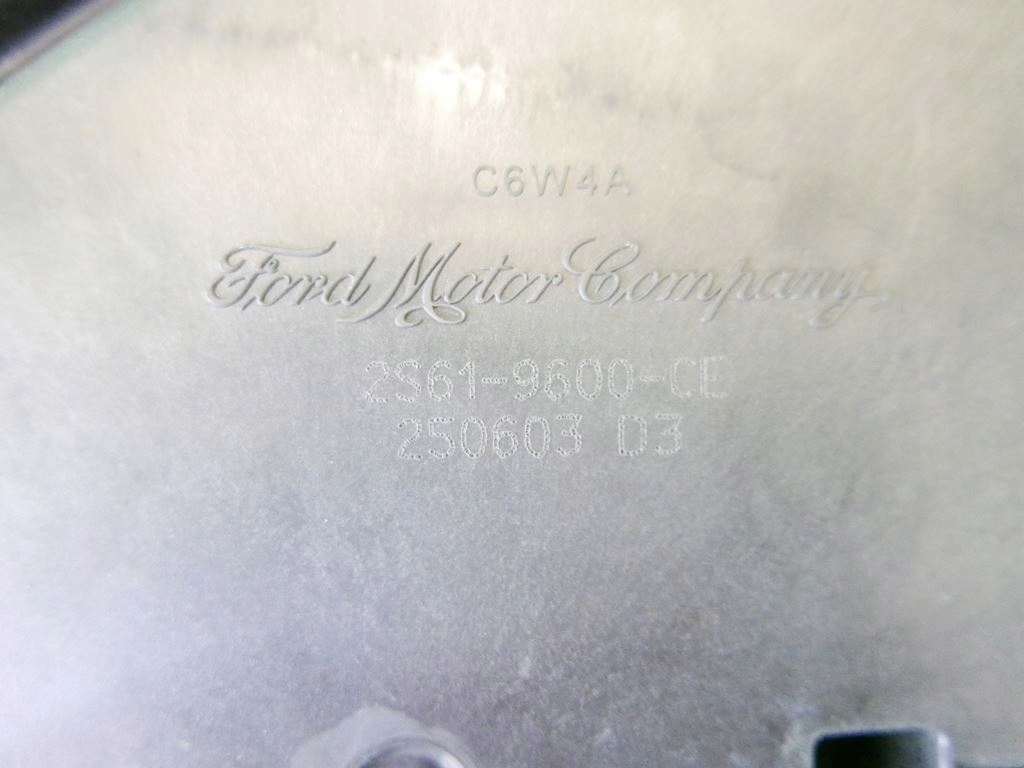 C6W4A
Ford Motor Company
2S61-9600-CE
250603 D3